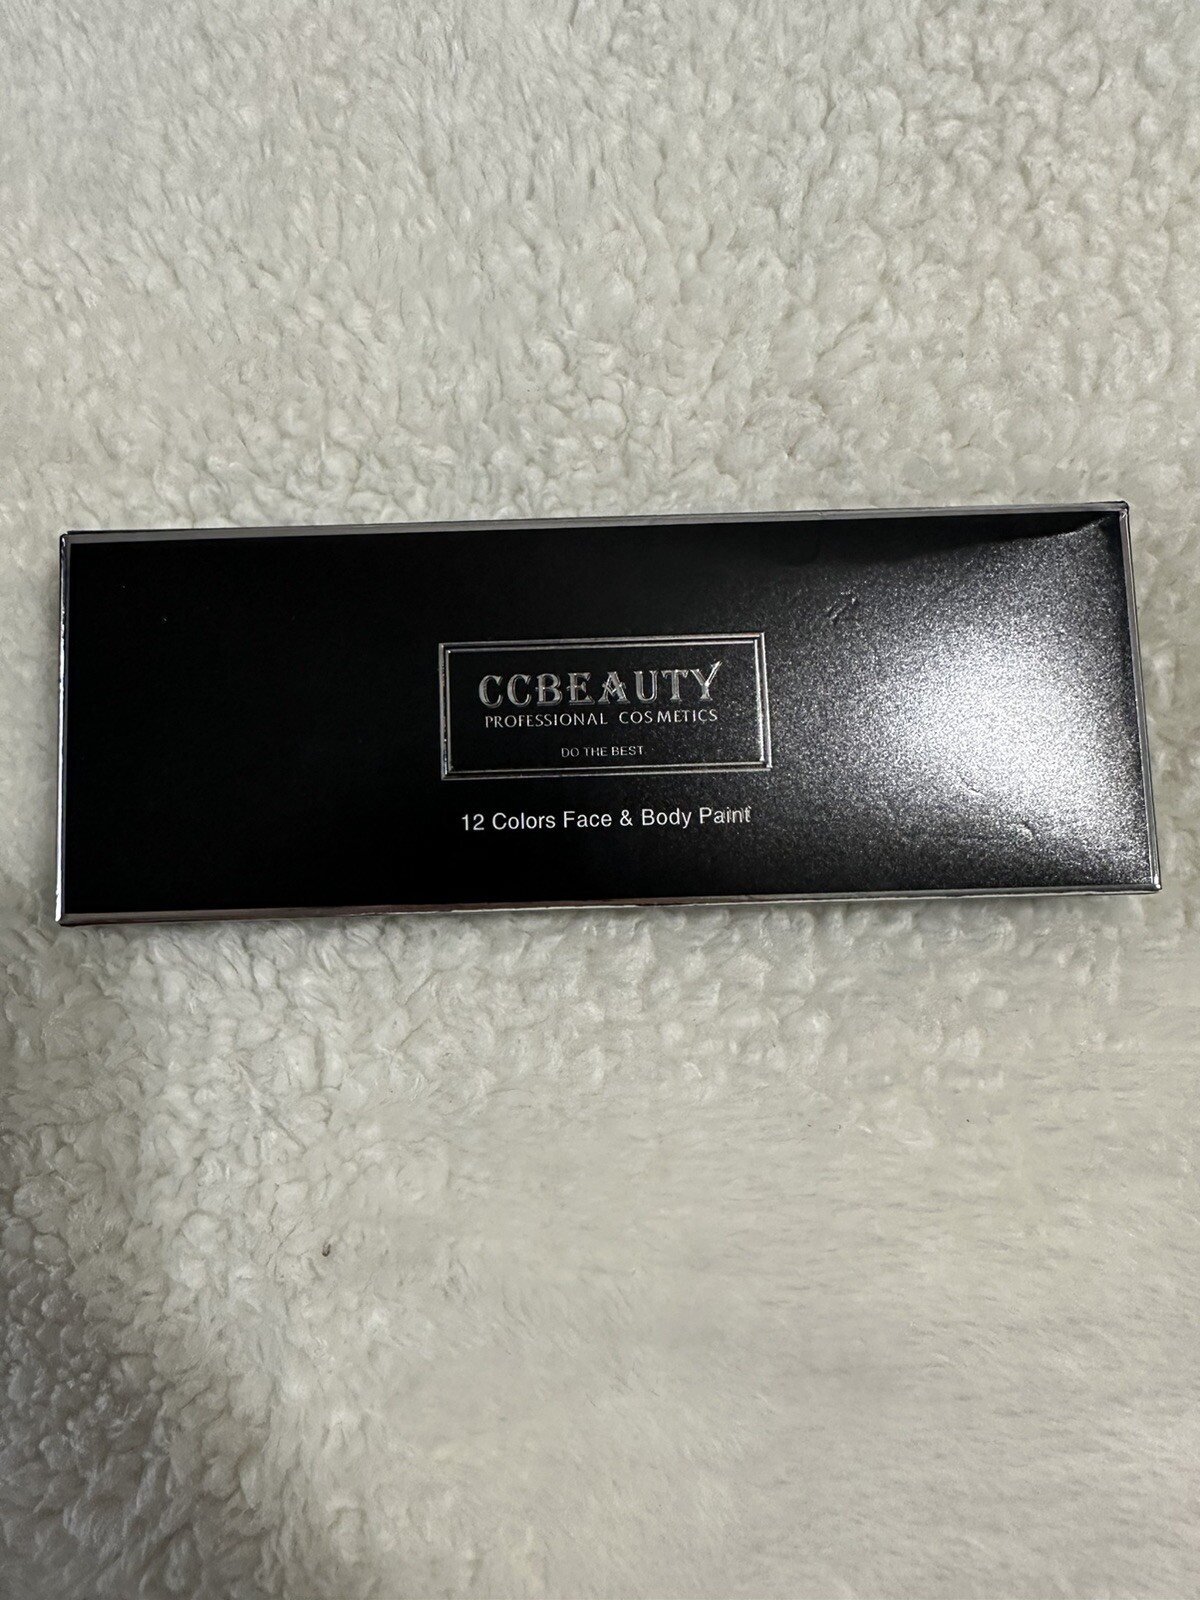 CCBEAUTY
PROFESSIONAL COSMETICS
DO THE BEST
12 Colors Face & Body Paint